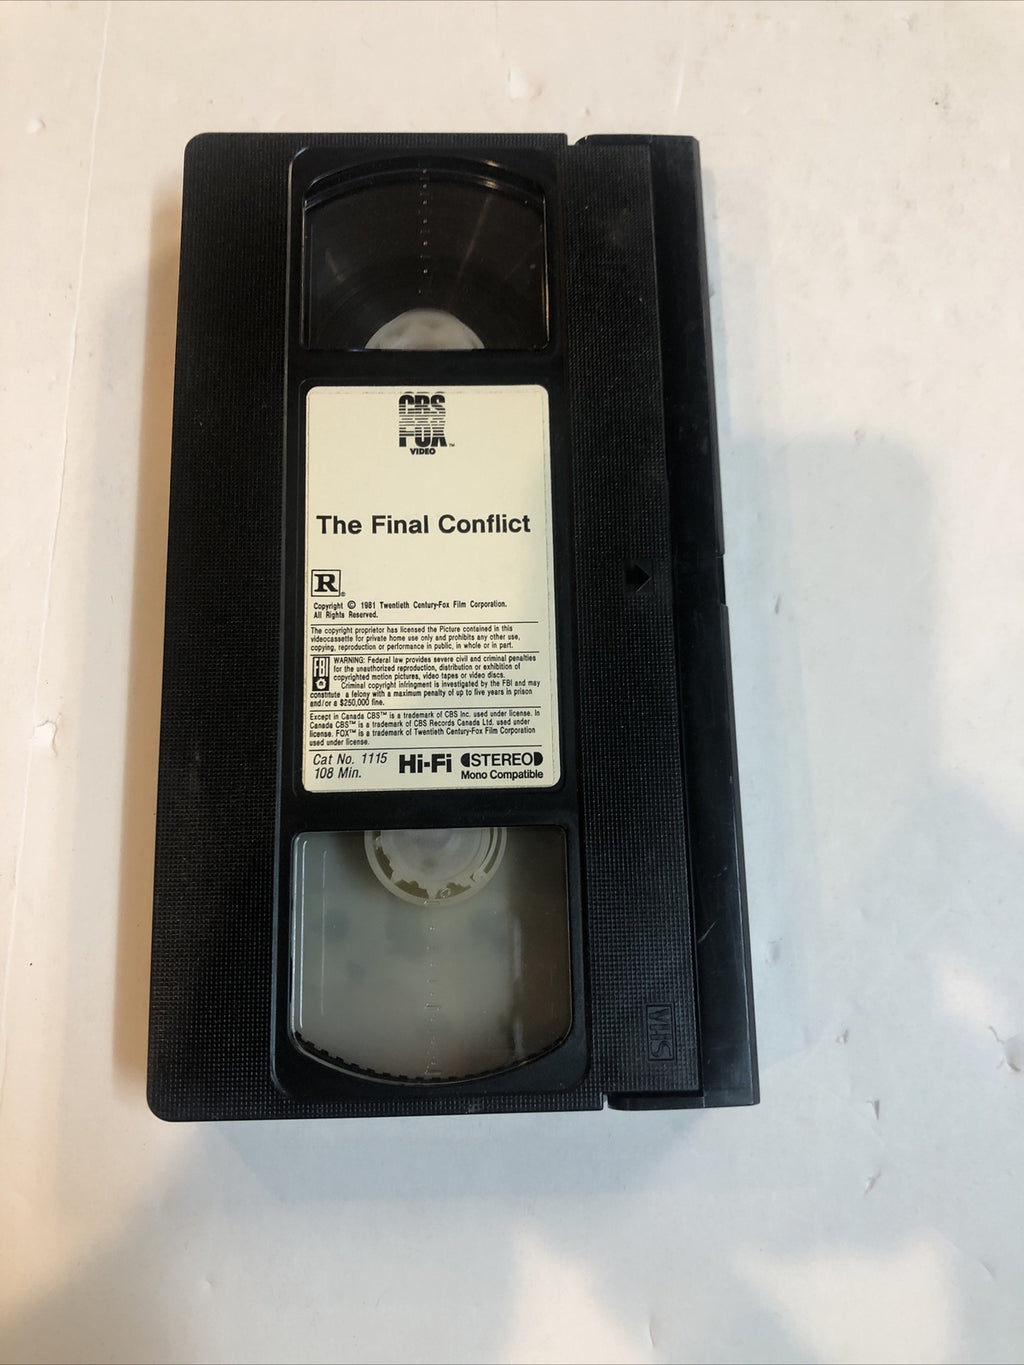 CBS
FOX™
VIDEO
The Final Conflict
R®
Copyright © 1981 Twentieth Century-Fox Film Corporation.
All Rights Reserved.
The copyright proprietor has licensed the Picture contained in this
videocassette for private home use only and prohibits any other use,
copying, reproduction or performance in public, in whole or in part.
FBI
WARNING: Federal law provides severe civil and criminal penalties
for the unauthorized reproduction, distribution or exhibition of
copyrighted motion pictures, video tapes or video discs.
Criminal copyright infringment is investigated by the FBI and may
constitute a felony with a maximum penalty of up to five years in prison
and/or a $250,000 fine.
Except in Canada CBS™ is a trademark of CBS Inc. used under license. In
Canada CBS™ is a trademark of CBS Records Canada Ltd. used under
license. FOX™ is a trademark of Twentieth Century-Fox Film Corporation
used under license.
Cat No. 1115
108 Min.
Hi-Fi STEREO
Mono Compatible
VHS